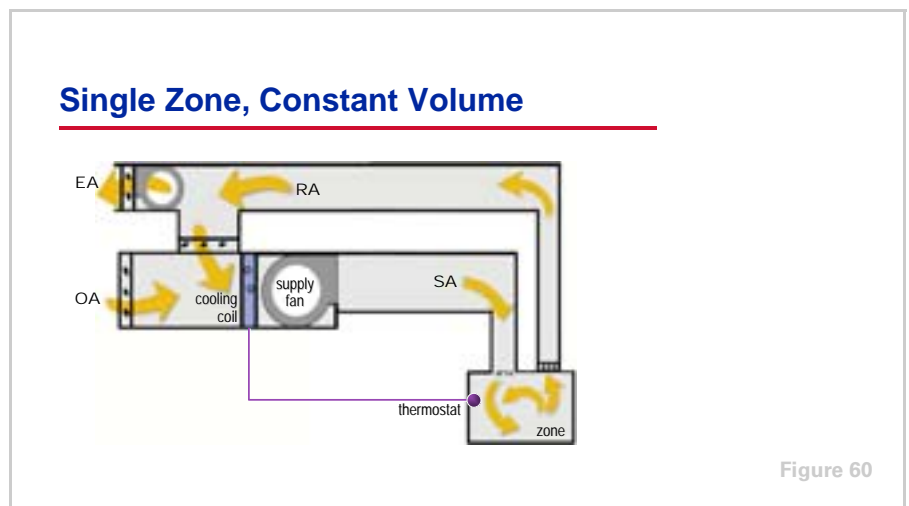 Single Zone, Constant Volume
EA
RA
OA
cooling
coil
supply
fan
SA
thermostat
zone
Figure 60